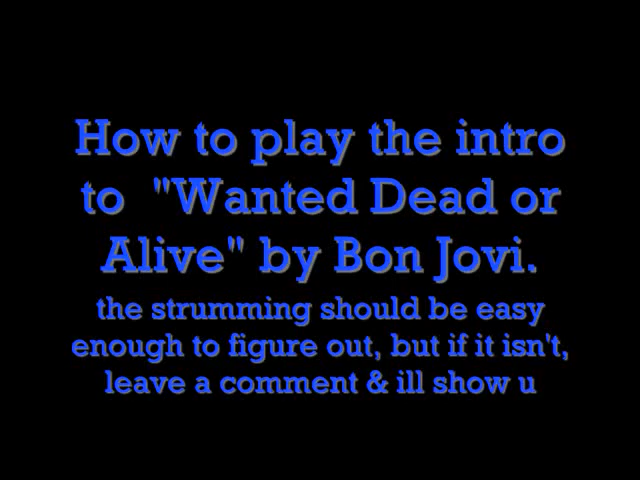 How to play the intro
to "Wanted Dead or
Alive" by Bon Jovi.
the strumming should be easy
enough to figure out, but if it isn't,
leave a comment & ill show u